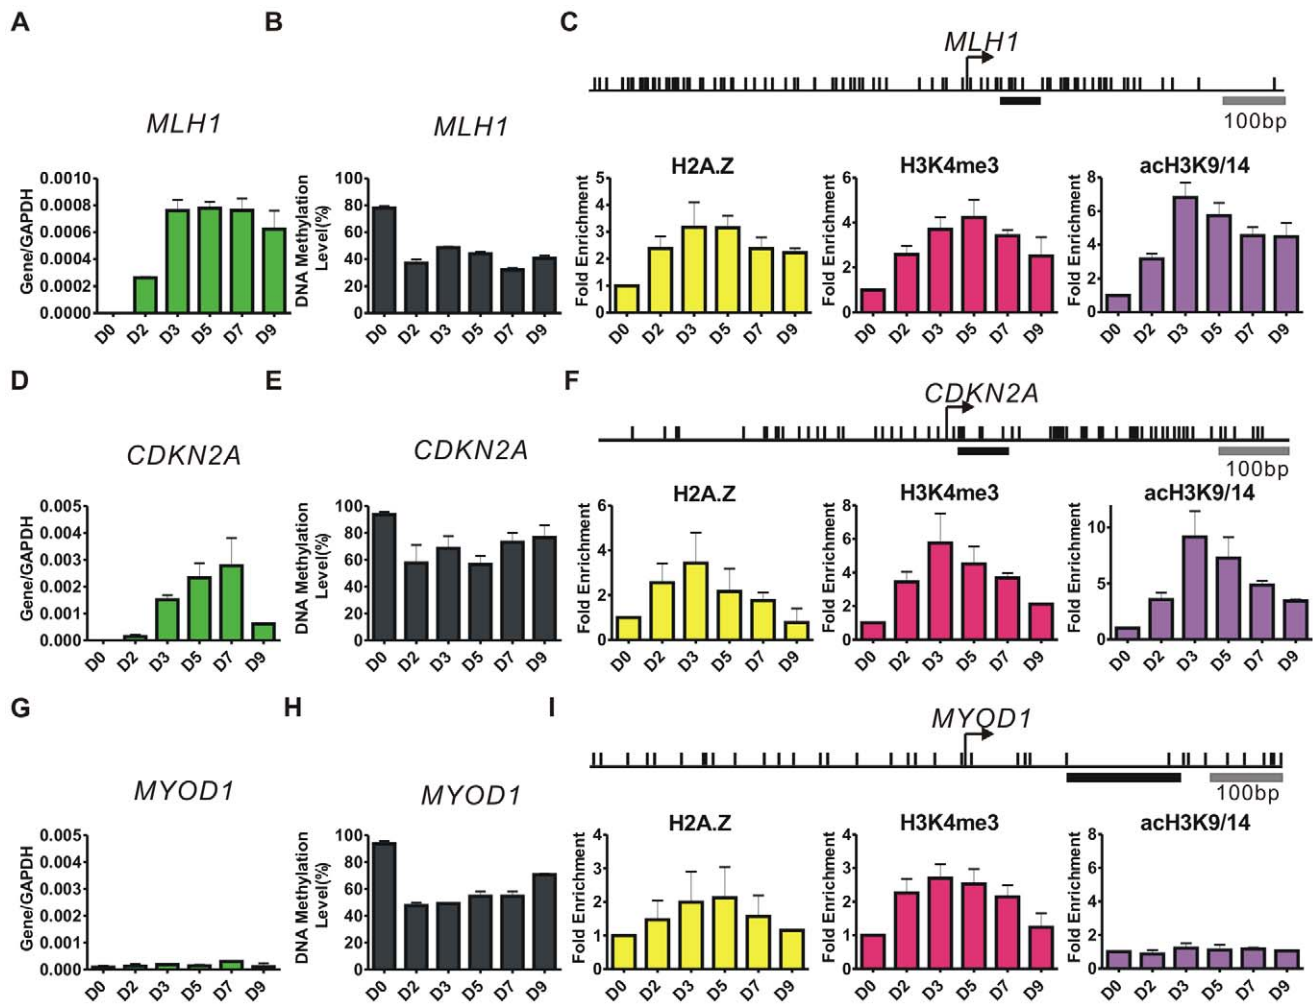 A
B
C
MLH1
MLH1
MLH1
100bp
H2A.Z
H3K4me3
acH3K9/14
Gene/GAPDH
0.0010
0.0008
0.0006
0.0004
0.0002
0.0000
D0 D2 D3 D5 D7 D9
DNA Methylation
Level(%)
100
80
60
40
20
0
D0 D2 D3 D5 D7 D9
Fold Enrichment
5
4
3
2
1
0
D0 D2 D3 D5 D7 D9
Fold Enrichment
6
4
2
0
D0 D2 D3 D5 D7 D9
Fold Enrichment
8
6
4
2
0
D0 D2 D3 D5 D7 D9
D
E
F
CDKN2A
CDKN2A
CDKN2A
100bp
H2A.Z
H3K4me3
acH3K9/14
Gene/GAPDH
0.005
0.004
0.003
0.002
0.001
0.000
D0 D2 D3 D5 D7 D9
DNA Methylation
Level(%)
100
80
60
40
20
0
D0 D2 D3 D5 D7 D9
Fold Enrichment
6
4
2
0
D0 D2 D3 D5 D7 D9
Fold Enrichment
8
6
4
2
0
D0 D2 D3 D5 D7 D9
Fold Enrichment
10
5
0
D0 D2 D3 D5 D7 D9
G
H
I
MYOD1
MYOD1
MYOD1
100bp
H2A.Z
H3K4me3
acH3K9/14
Gene/GAPDH
0.005
0.004
0.003
0.002
0.001
0.000
D0 D2 D3 D5 D7 D9
DNA Methylation
Level(%)
100
80
60
40
20
0
D0 D2 D3 D5 D7 D9
Fold Enrichment
4
3
2
1
0
D0 D2 D3 D5 D7 D9
Fold Enrichment
4
3
2
1
0
D0 D2 D3 D5 D7 D9
Fold Enrichment
8
6
4
2
0
D0 D2 D3 D5 D7 D9